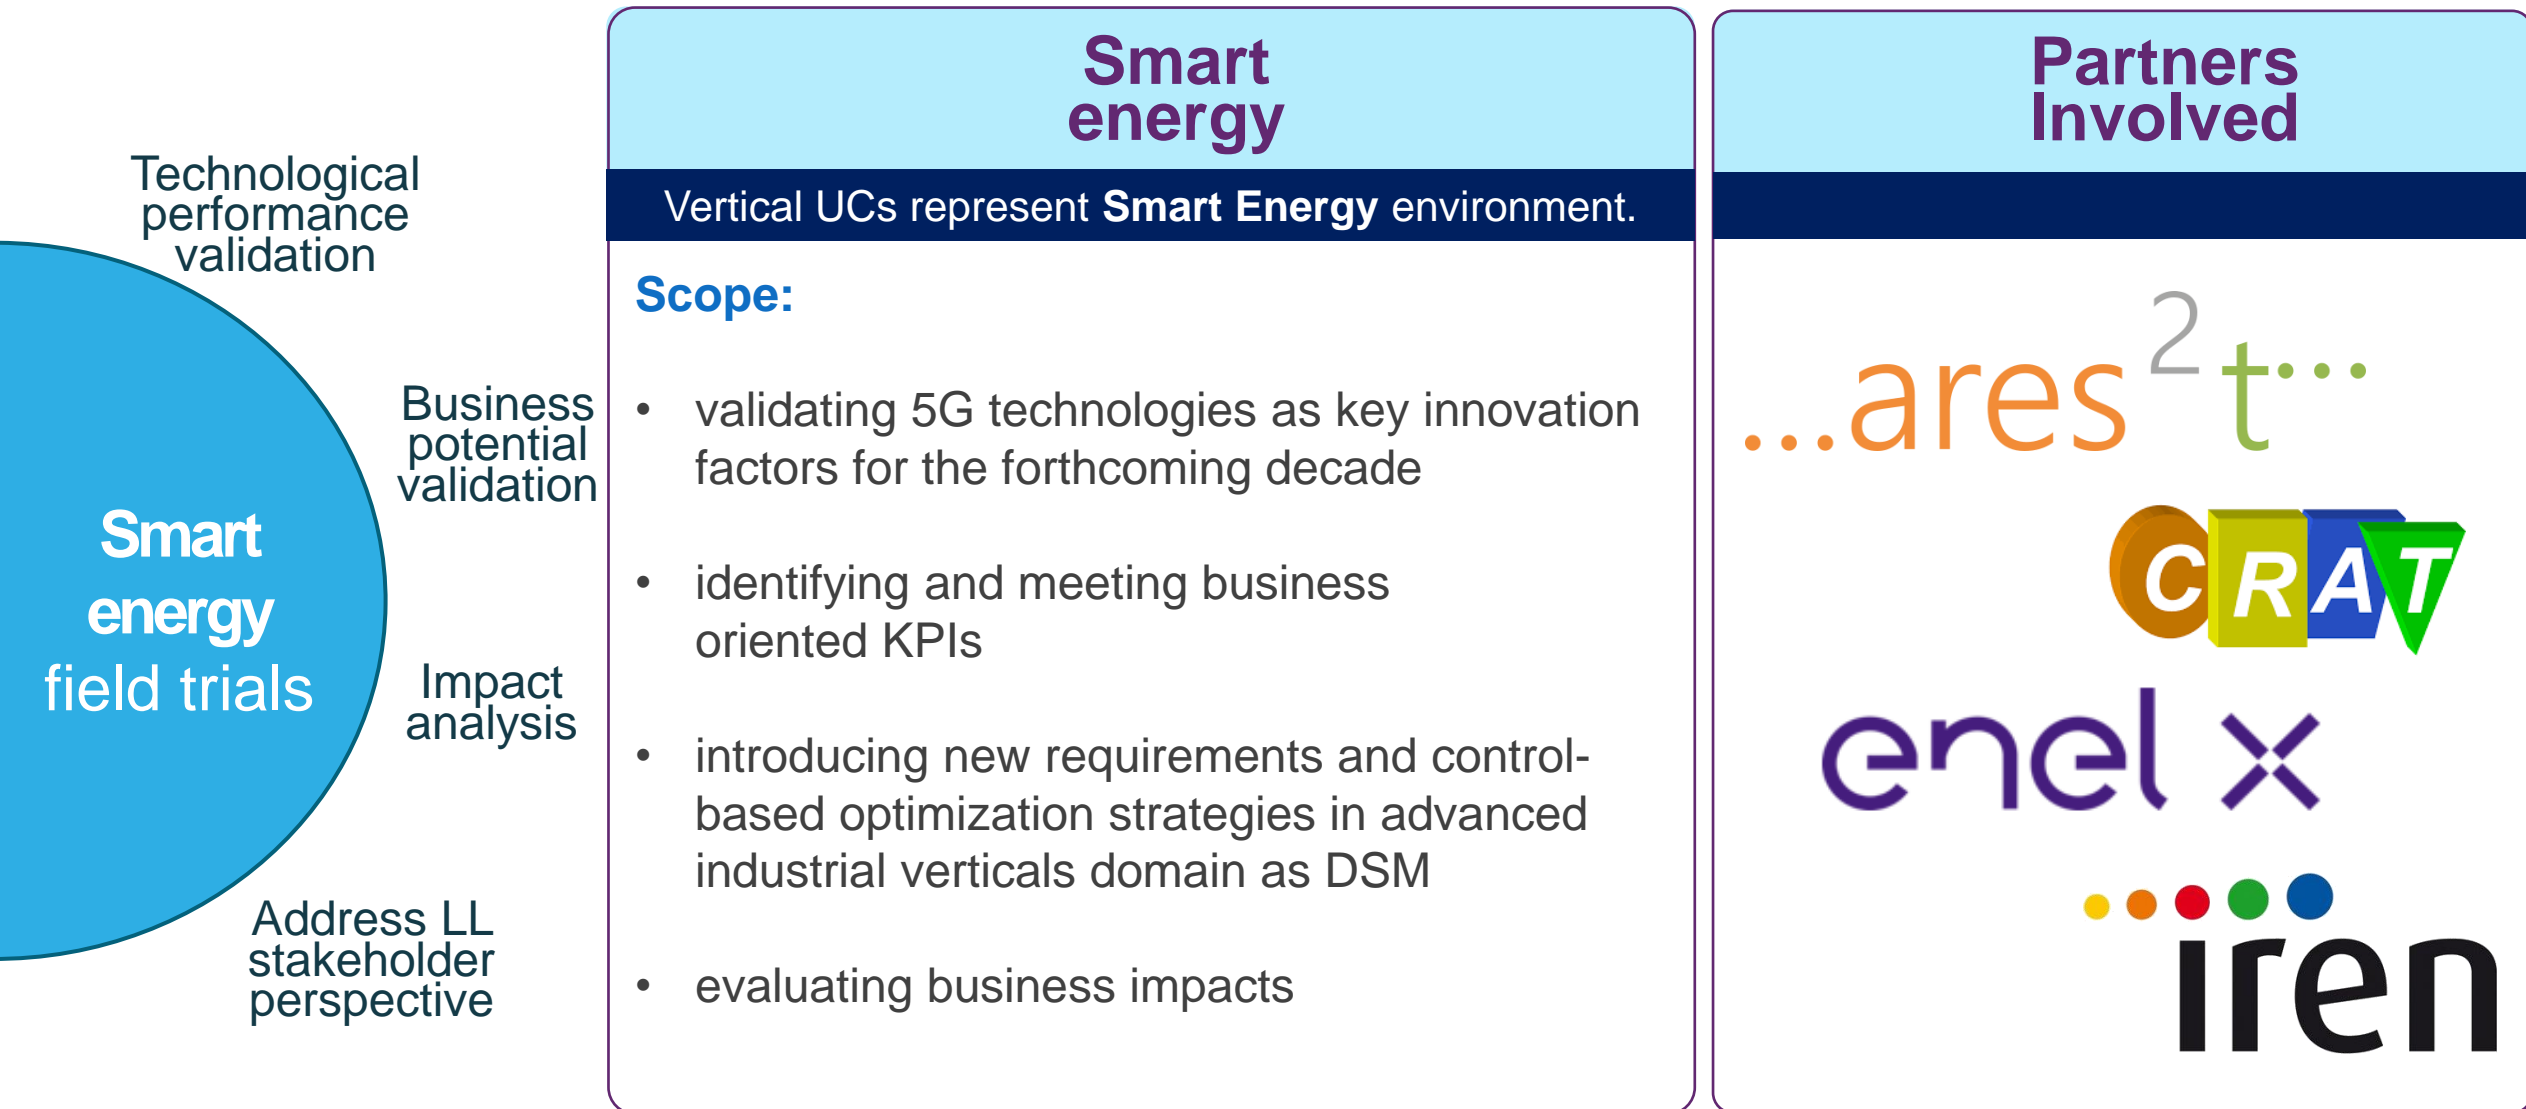 Technological
performance
validation
Business
potential
validation
Smart
energy
field trials
Impact
analysis
Address LL
stakeholder
perspective
Smart
energy
Vertical UCs represent Smart Energy environment.
Scope:
• validating 5G technologies as key innovation
factors for the forthcoming decade
• identifying and meeting business
oriented KPIs
• introducing new requirements and control-
based optimization strategies in advanced
industrial verticals domain as DSM
• evaluating business impacts
Partners
Involved
...ares2t...
CRAT
enel x
iren